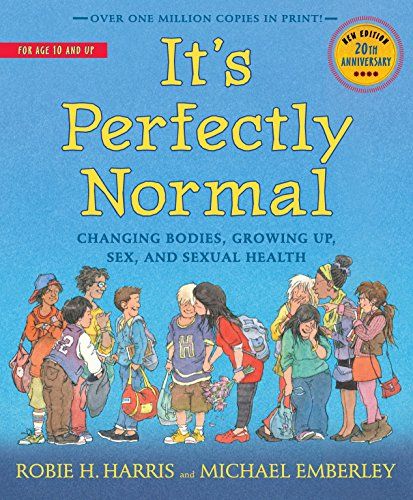 OVER ONE MILLION COPIES IN PRINT!
FOR AGE 10 AND UP
NEW EDITION
20TH
ANNIVERSARY
It's
Perfectly
Normal
CHANGING BODIES, GROWING UP,
SEX, AND SEXUAL HEALTH
2
H
ROBIE H. HARRIS and MICHAEL EMBERLEY